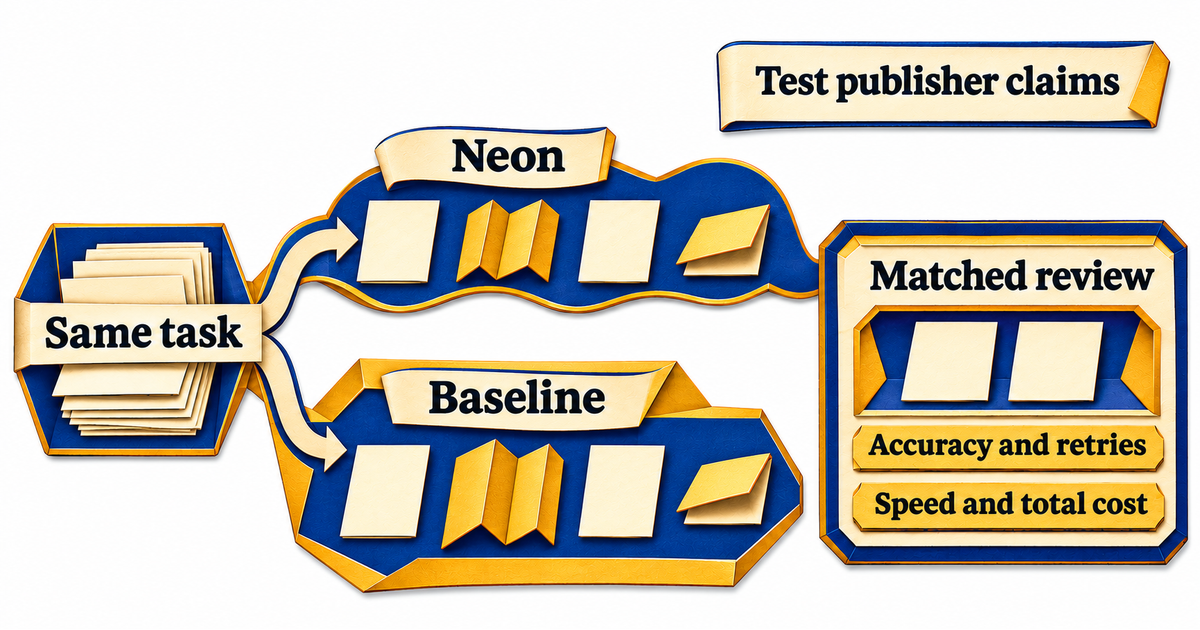 Test publisher claims
Neon
Same task
Baseline
Matched review
Accuracy and retries
Speed and total cost